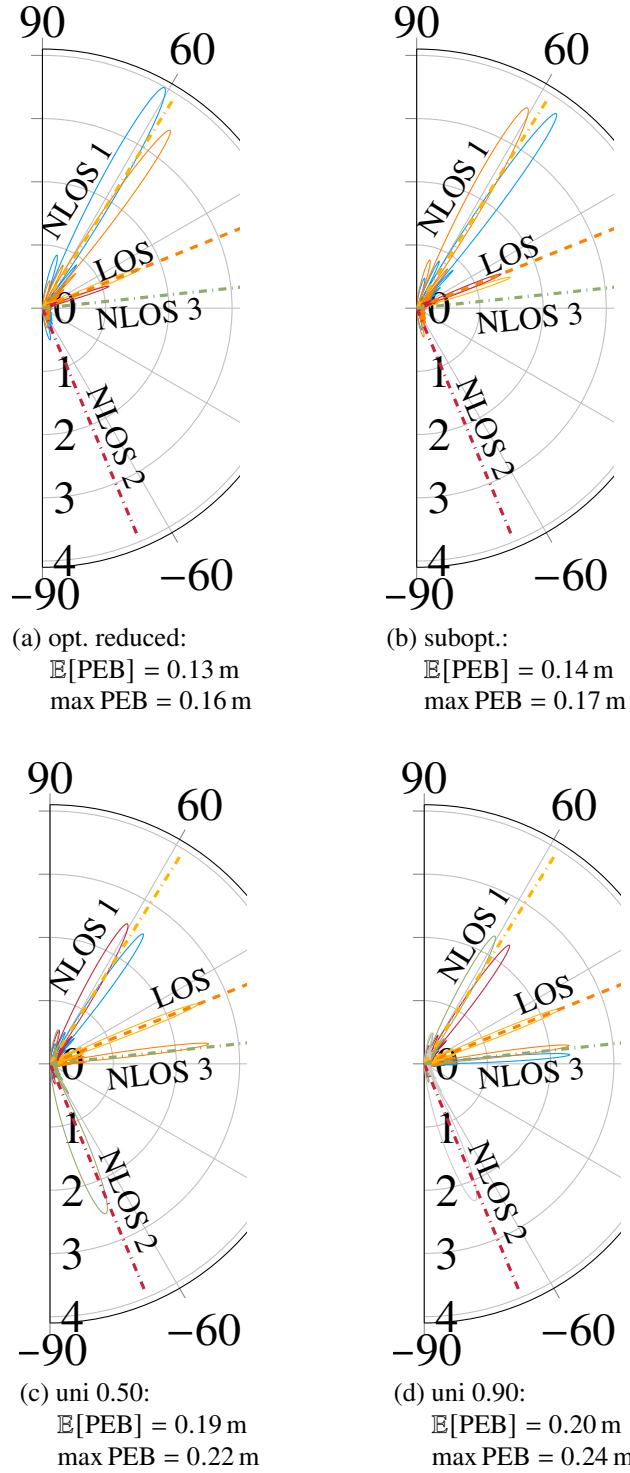 90
60
NLOS 1
LOS
0
NLOS 3
1
NLOS 2
2
3
4
−60
−90
(a) opt. reduced:
𝔼[PEB] = 0.13 m
max PEB = 0.16 m
90
60
NLOS 1
LOS
0
NLOS 3
1
NLOS 2
2
3
4
−60
−90
(b) subopt.:
𝔼[PEB] = 0.14 m
max PEB = 0.17 m
90
60
NLOS 1
LOS
0
NLOS 3
1
NLOS 2
2
3
4
−60
−90
(c) uni 0.50:
𝔼[PEB] = 0.19 m
max PEB = 0.22 m
90
60
NLOS 1
LOS
0
NLOS 3
1
NLOS 2
2
3
4
−60
−90
(d) uni 0.90:
𝔼[PEB] = 0.20 m
max PEB = 0.24 m